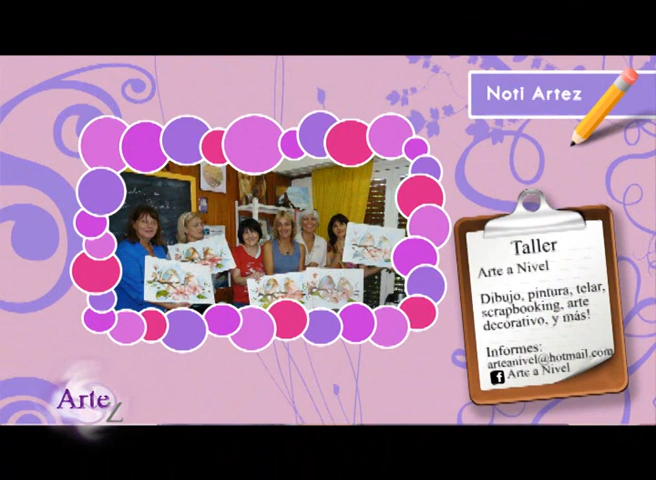 Noti Artez
Taller
Arte a Nivel
Dibujo, pintura, telar,
scrapbooking, arte
decorativo, y más!
Informes:
arteanivel@hotmail.com
f Arte a Nivel
Arte Z